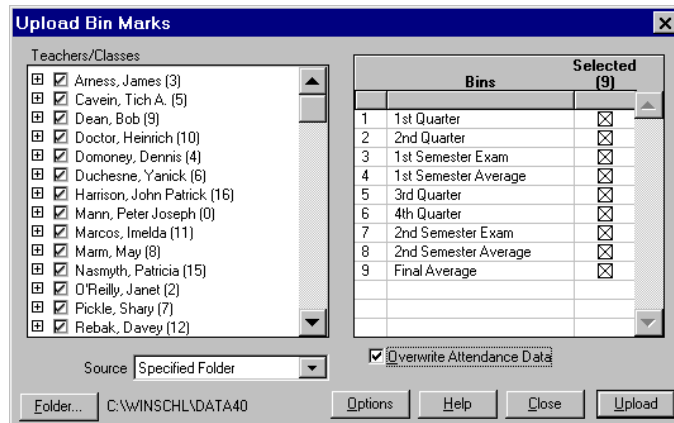 Upload Bin Marks
Teachers/Classes
Arness, James (3)
Cavein, Tich A. (5)
Dean, Bob (9)
Doctor, Heinrich (10)
Domoney, Dennis (4)
Duchesne, Yanick (6)
Harrison, John Patrick (16)
Mann, Peter Joseph (0)
Marcos, Imelda (11)
Marm, May (8)
Nasmyth, Patricia (15)
O'Reilly, Janet (2)
Pickle, Shary (7)
Rebak, Davey (12)
Bins Selected (9)
1 1st Quarter
2 2nd Quarter
3 1st Semester Exam
4 1st Semester Average
5 3rd Quarter
6 4th Quarter
7 2nd Semester Exam
8 2nd Semester Average
9 Final Average
Overwrite Attendance Data
Source Specified Folder
Folder... C:\WINSCHL\DATA40 Options Help Close Upload